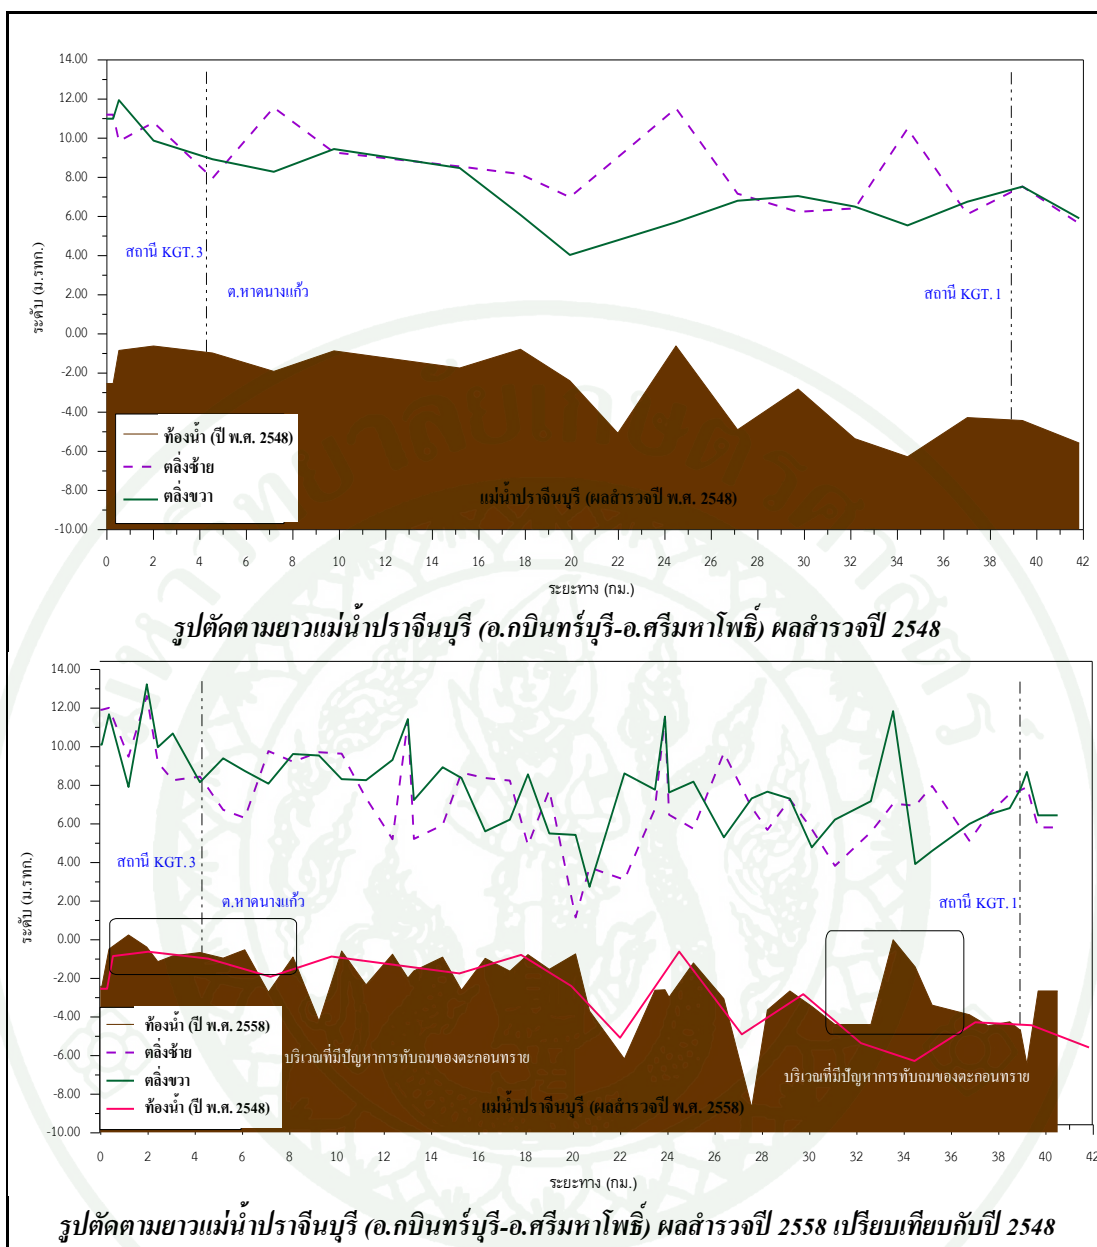 14.00
12.00
10.00
8.00
6.00
4.00
2.00
0.00
-2.00
-4.00
-6.00
-8.00
-10.00
ระดับ (ม.รทก.)
สถานี KGT. 3
ต.หาดนางแก้ว
สถานี KGT. 1
ท้องน้ำ (ปี พ.ศ. 2548)
ตลิ่งซ้าย
ตลิ่งขวา
แม่น้ำปราจีนบุรี (ผลสำรวจปี พ.ศ. 2548)
0 2 4 6 8 10 12 14 16 18 20 22 24 26 28 30 32 34 36 38 40 42
ระยะทาง (กม.)
รูปตัดตามยาวแม่น้ำปราจีนบุรี (อ.กบินทร์บุรี-อ.ศรีมหาโพธิ์) ผลสำรวจปี 2548
14.00
12.00
10.00
8.00
6.00
4.00
2.00
0.00
-2.00
-4.00
-6.00
-8.00
-10.00
ระดับ (ม.รทก.)
สถานี KGT. 3
ต.หาดนางแก้ว
สถานี KGT. 1
ท้องน้ำ (ปี พ.ศ. 2558)
ตลิ่งซ้าย
ตลิ่งขวา
ท้องน้ำ (ปี พ.ศ. 2548)
บริเวณที่มีปัญหาการทับถมของตะกอนทราย
บริเวณที่มีปัญหาการทับถมของตะกอนทราย
แม่น้ำปราจีนบุรี (ผลสำรวจปี พ.ศ. 2558)
0 2 4 6 8 10 12 14 16 18 20 22 24 26 28 30 32 34 36 38 40 42
ระยะทาง (กม.)
รูปตัดตามยาวแม่น้ำปราจีนบุรี (อ.กบินทร์บุรี-อ.ศรีมหาโพธิ์) ผลสำรวจปี 2558 เปรียบเทียบกับปี 2548